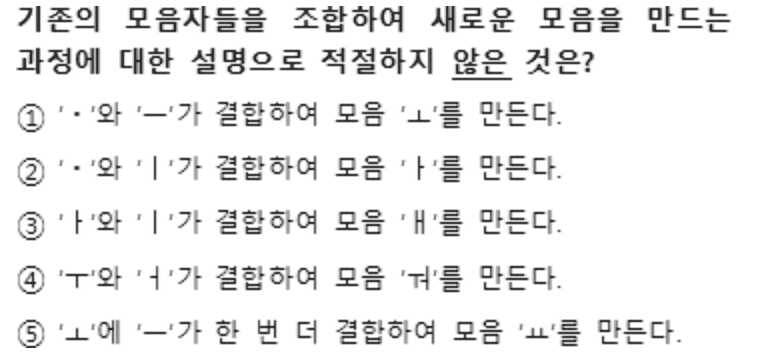 기존의 모음자들을 조합하여 새로운 모음을 만드는
과정에 대한 설명으로 적절하지 않은 것은?
① 'ㆍ'와 'ㅡ'가 결합하여 모음 'ㅗ'를 만든다.
② 'ㆍ'와 'ㅣ'가 결합하여 모음 'ㅏ'를 만든다.
③ 'ㅏ'와 'ㅣ'가 결합하여 모음 'ㅐ'를 만든다.
④ 'ㅜ'와 'ㅓ'가 결합하여 모음 'ㅝ'를 만든다.
⑤ 'ㅗ'에 'ㅡ'가 한 번 더 결합하여 모음 'ㅛ'를 만든다.